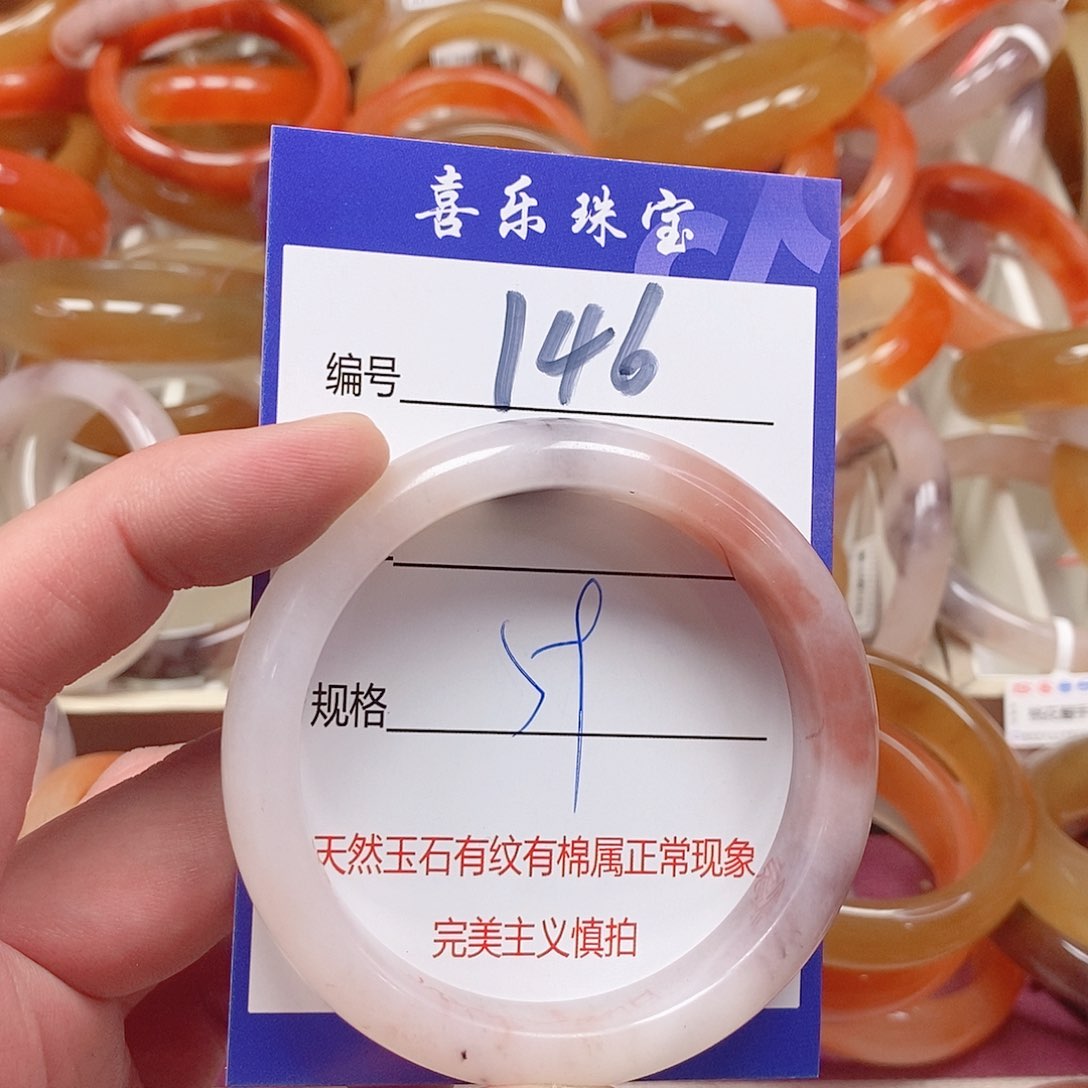 喜乐珠宝
编号 146
规格 59
天然玉石有纹有棉属正常现象
完美主义慎拍